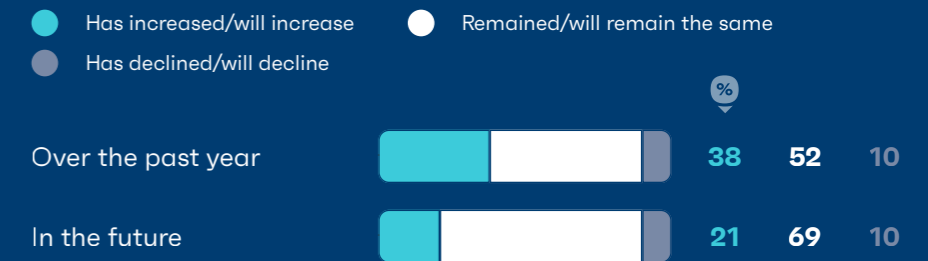 Has increased/will increase Remained/will remain the same
Has declined/will decline
%
Over the past year 38 52 10
In the future 21 69 10